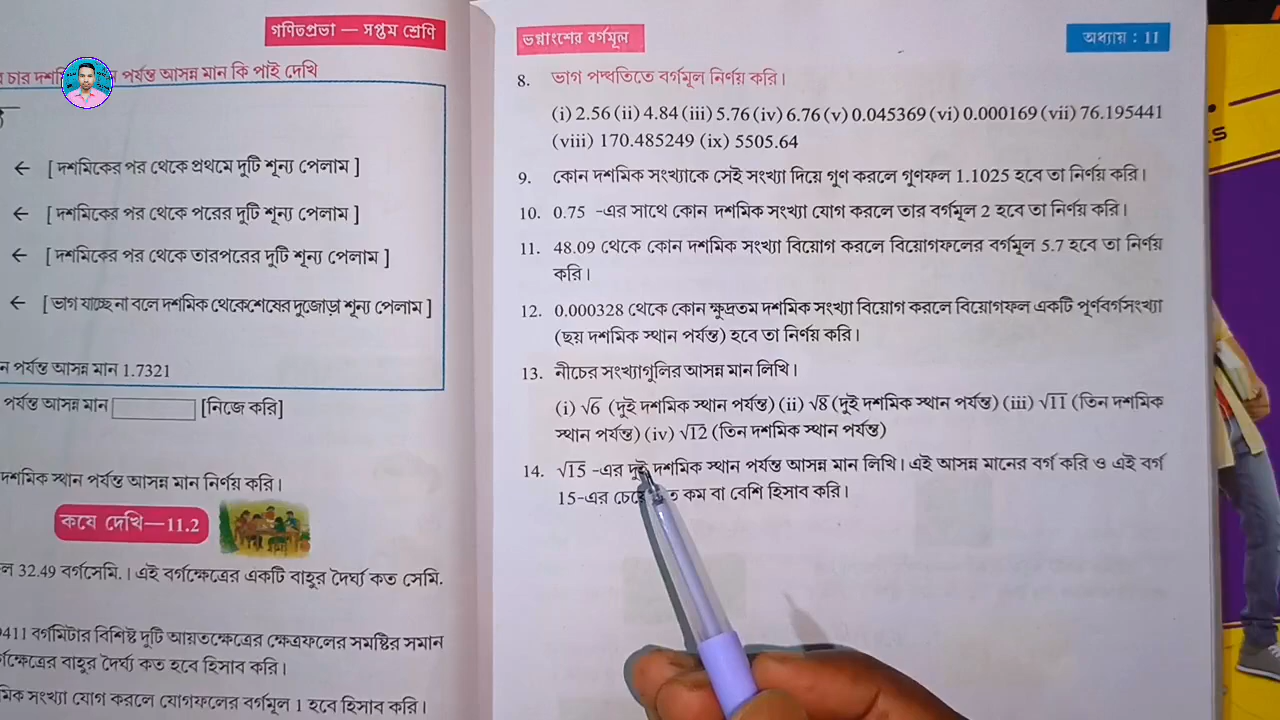 গণিতপ্রভা — সপ্তম শ্রেণি
পর্যন্ত আসন্ন মান কি পাই দেখি
← [ দশমিকের পর থেকে প্রথমে দুটি শূন্য পেলাম ]
← [ দশমিকের পর থেকে পরের দুটি শূন্য পেলাম ]
← [ দশমিকের পর থেকে তারপরের দুটি শূন্য পেলাম ]
← [ ভাগ যাচ্ছে না বলে দশমিক থেকে শেষের দুজোড়া শূন্য পেলাম ]
ন পর্যন্ত আসন্ন মান 1.7321
পর্যন্ত আসন্ন মান [নিজে করি]
দশমিক স্থান পর্যন্ত আসন্ন মান নির্ণয় করি।
কষে দেখি—11.2
ল 32.49 বর্গসেমি.। এই বর্গক্ষেত্রের একটি বাহুর দৈর্ঘ্য কত সেমি.
9411 বর্গমিটার বিশিষ্ট দুটি আয়তক্ষেত্রের ক্ষেত্রফলের সমষ্টির সমান
র্গক্ষেত্রের বাহুর দৈর্ঘ্য কত হবে হিসাব করি।
মিক সংখ্যা যোগ করলে যোগফলের বর্গমূল 1 হবে হিসাব করি।
ভগ্নাংশের বর্গমূল
অধ্যায় : 11
8. ভাগ পদ্ধতিতে বর্গমূল নির্ণয় করি।
(i) 2.56 (ii) 4.84 (iii) 5.76 (iv) 6.76 (v) 0.045369 (vi) 0.000169 (vii) 76.195441
(viii) 170.485249 (ix) 5505.64
9. কোন দশমিক সংখ্যাকে সেই সংখ্যা দিয়ে গুণ করলে গুণফল 1.1025 হবে তা নির্ণয় করি।
10. 0.75 -এর সাথে কোন দশমিক সংখ্যা যোগ করলে তার বর্গমূল 2 হবে তা নির্ণয় করি।
11. 48.09 থেকে কোন দশমিক সংখ্যা বিয়োগ করলে বিয়োগফলের বর্গমূল 5.7 হবে তা নির্ণয়
করি।
12. 0.000328 থেকে কোন ক্ষুদ্রতম দশমিক সংখ্যা বিয়োগ করলে বিয়োগফল একটি পূর্ণবর্গসংখ্যা
(ছয় দশমিক স্থান পর্যন্ত) হবে তা নির্ণয় করি।
13. নীচের সংখ্যাগুলির আসন্ন মান লিখি।
(i) √6 (দুই দশমিক স্থান পর্যন্ত) (ii) √8 (দুই দশমিক স্থান পর্যন্ত) (iii) √11 (তিন দশমিক
স্থান পর্যন্ত) (iv) √12 (তিন দশমিক স্থান পর্যন্ত)
14. √15 -এর দুই দশমিক স্থান পর্যন্ত আসন্ন মান লিখি। এই আসন্ন মানের বর্গ করি ও এই বর্গ
15-এর চেয়ে কম বা বেশি হিসাব করি।